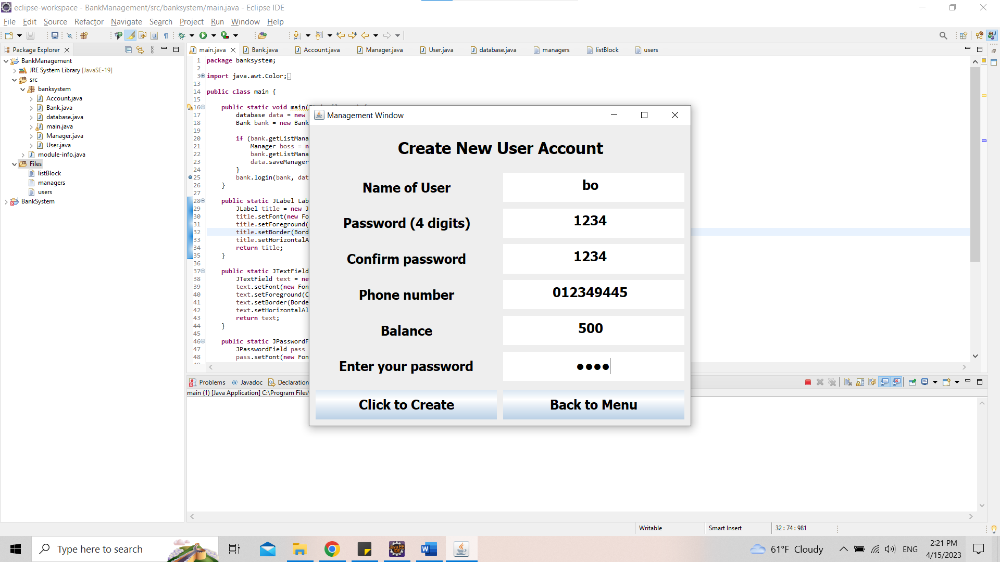 eclipse-workspace - BankManagement/src/banksystem/main.java - Eclipse IDE
File Edit Source Refactor Navigate Search Project Run Window Help
Package Explorer
BankManagement
JRE System Library [JavaSE-19]
src
banksystem
Account.java
Bank.java
database.java
main.java
Manager.java
User.java
module-info.java
Files
listBlock
managers
users
BankSystem
main.java Bank.java Account.java Manager.java User.java database.java managers listBlock users
1 package banksystem;
2
3 import java.awt.Color;
13
14 public class main {
15
16 public static void main(
17 database data = new
18 Bank bank = new Bank
19
20 if (bank.getListMana
21 Manager boss = n
22 bank.getListMana
23 data.saveManager
24 }
25 bank.login(bank, dat
26 }
27
28 public static JLabel Lab
29 JLabel title = new J
30 title.setFont(new Fo
31 title.setForeground(
32 title.setBorder(Bord
33 title.setHorizontalA
34 return title;
35 }
36
37 public static JTextField
38 JTextField text = new
39 text.setFont(new Fon
40 text.setForeground(C
41 text.setBorder(Borde
42 text.setHorizontalAl
43 return text;
44 }
45
46 public static JPasswordF
47 JPasswordField pass
48 pass.setFont(new Fon
Management Window
Create New User Account
Name of User bo
Password (4 digits) 1234
Confirm password 1234
Phone number 012349445
Balance 500
Enter your password ●●●●
Click to Create Back to Menu
Problems Javadoc Declaration
main (1) [Java Application] C:\Program Files\
Writable Smart Insert 32 : 74 : 981
Type here to search
61°F Cloudy ENG
2:21 PM
4/15/2023